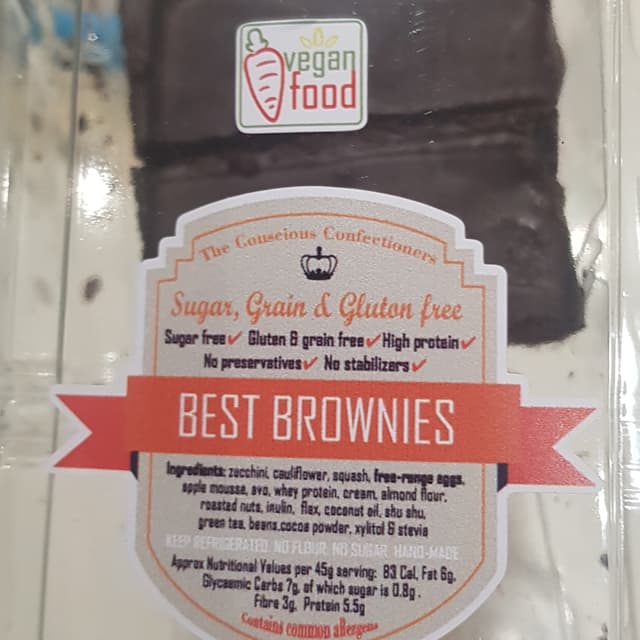 vegan
food
The Conscious Confectioners
Sugar, Grain & Gluton free
Sugar free✓ Gluten & grain free✓High protein✓
No preservatives✓ No stabilizers✓
BEST BROWNIES
Ingredients: zucchini, cauliflower, squash, free-range eggs,
apple mousse, avo, whey protein, cream, almond flour,
roasted nuts, inulin, flax, coconut oil, shu shu,
green tea, beans,cocoa powder, xylitol & stevia
KEEP REFRIGERATED, NO FLOUR, NO SUGAR, HAND-MADE
Approx Nutritional Values per 45g serving: 83 Cal, Fat 6g,
Glycaemic Carbs 7g, of which sugar is 0.8g.
Fibre 3g, Protein 5.5g
Contains common allergens